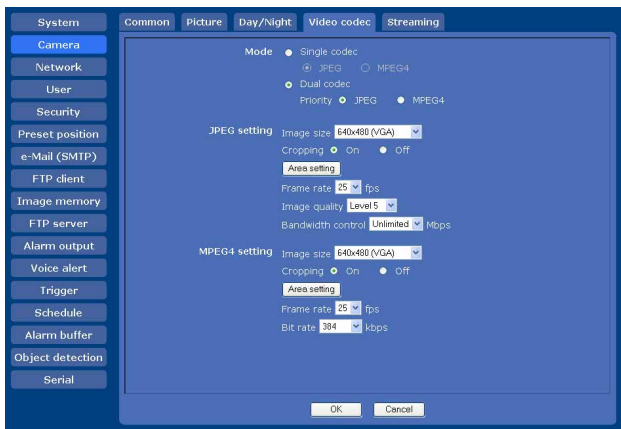 System
Camera
Network
User
Security
Preset position
e-Mail (SMTP)
FTP client
Image memory
FTP server
Alarm output
Voice alert
Trigger
Schedule
Alarm buffer
Object detection
Serial
Common Picture Day/Night Video codec Streaming
Mode Single codec
JPEG MPEG4
Dual codec
Priority JPEG MPEG4
JPEG setting Image size 640x480 (VGA)
Cropping On Off
Area setting
Frame rate 25 fps
Image quality Level 5
Bandwidth control Unlimited Mbps
MPEG4 setting Image size 640x480 (VGA)
Cropping On Off
Area setting
Frame rate 25 fps
Bit rate 384 kbps
OK Cancel